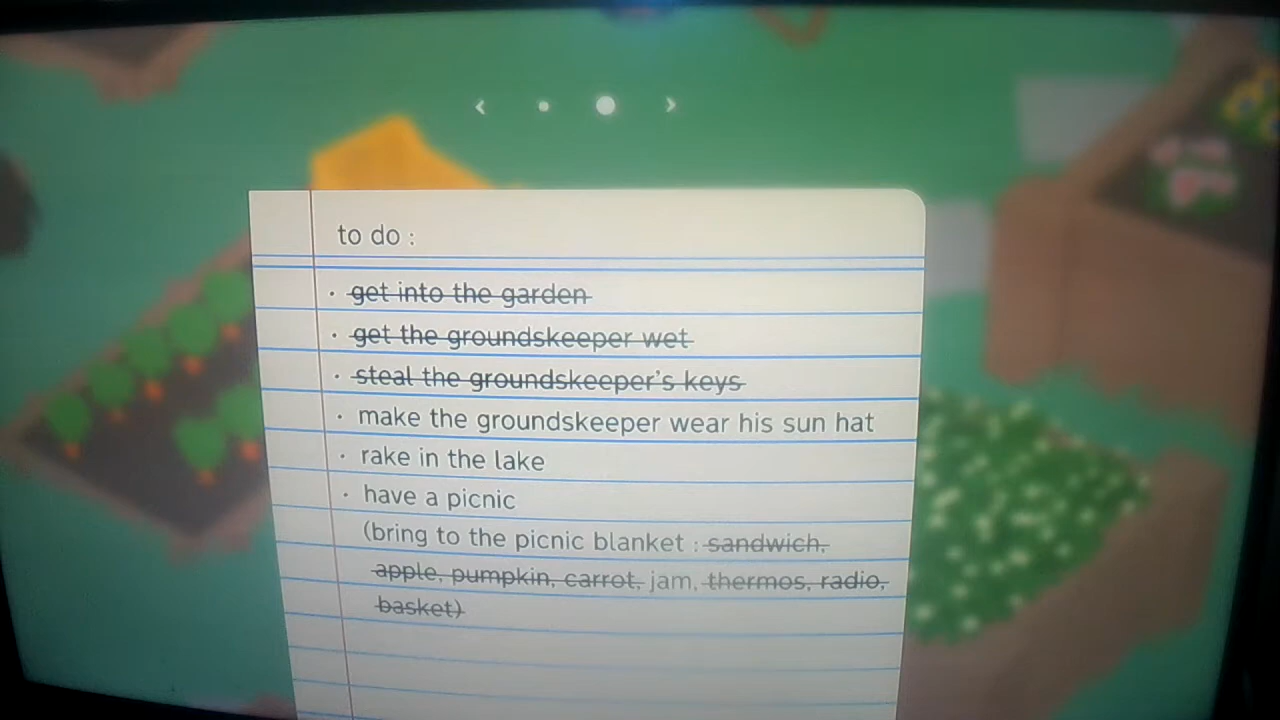 to do :
· get into the garden
· get the groundskeeper wet
· steal the groundskeeper's keys
· make the groundskeeper wear his sun hat
· rake in the lake
· have a picnic
(bring to the picnic blanket : sandwich,
apple, pumpkin, carrot, jam, thermos, radio,
basket)